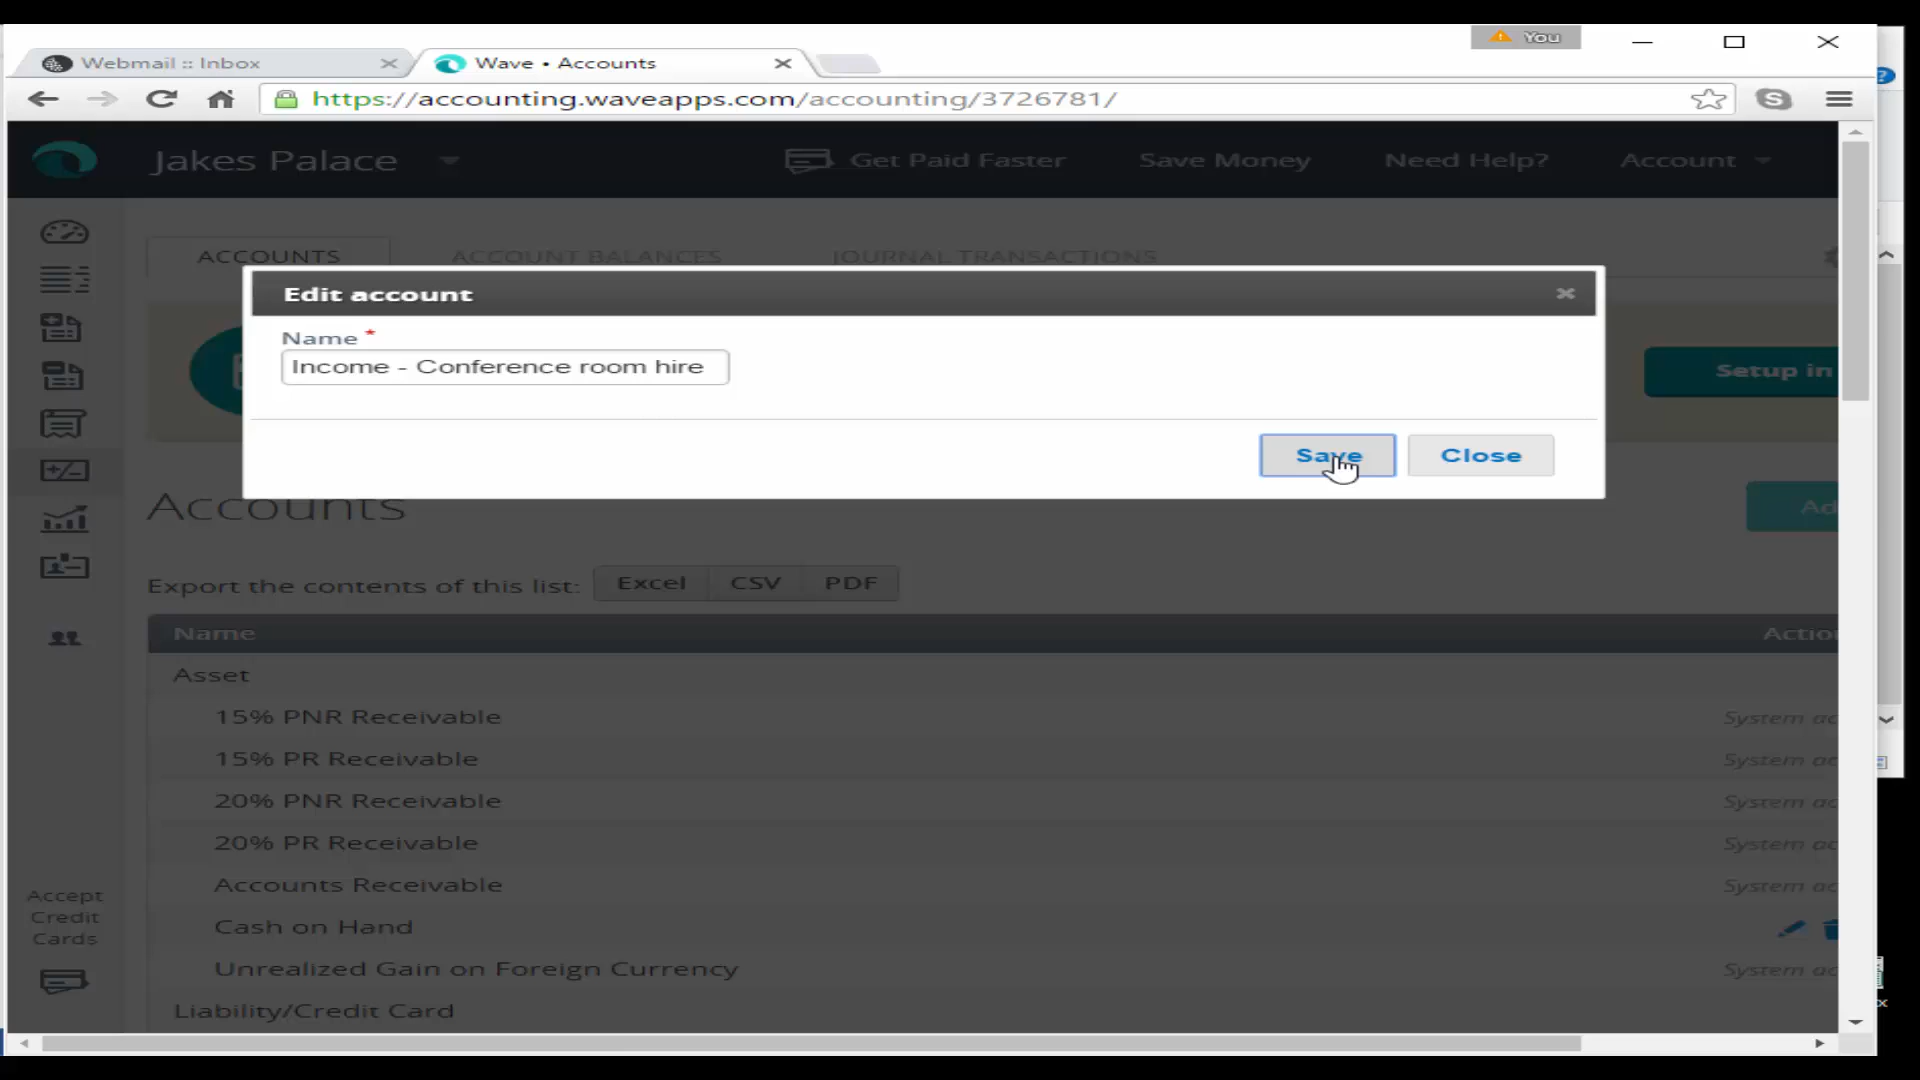 You
Webmail :: Inbox
Wave • Accounts
https://accounting.waveapps.com/accounting/3726781/
Jakes Palace
Get Paid Faster
Save Money
Need Help?
Account
ACCOUNTS
ACCOUNT BALANCES
JOURNAL TRANSACTIONS
Edit account
Name *
Income - Conference room hire
Setup in
Save
Close
Accounts
Ad
Export the contents of this list:
Excel
CSV
PDF
Name
Action
Asset
15% PNR Receivable
System ac
15% PR Receivable
System ac
20% PNR Receivable
System ac
20% PR Receivable
System ac
Accounts Receivable
System ac
Cash on Hand
Unrealized Gain on Foreign Currency
System ac
Liability/Credit Card
Accept
Credit
Cards